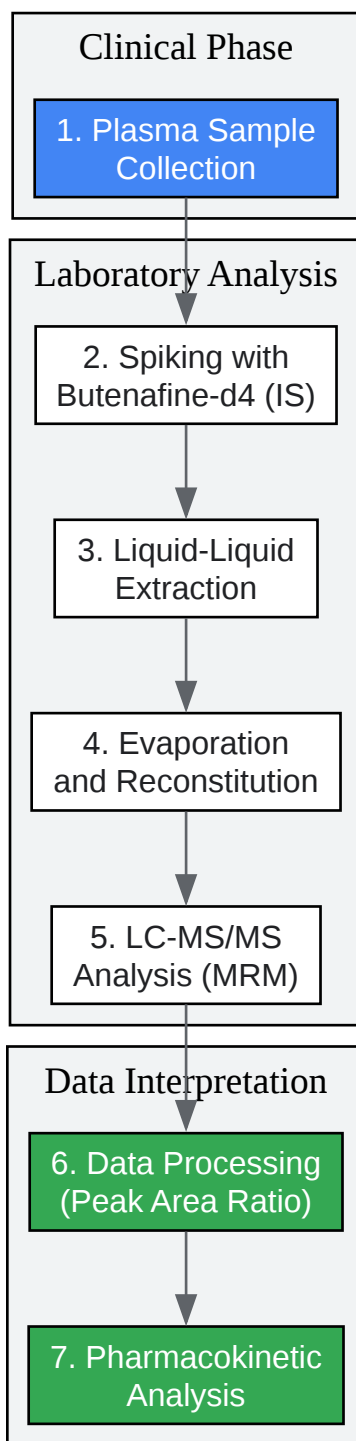 Clinical Phase
1. Plasma Sample
Collection
Laboratory Analysis
2. Spiking with
Butenafine-d4 (IS)
3. Liquid-Liquid
Extraction
4. Evaporation
and Reconstitution
5. LC-MS/MS
Analysis (MRM)
Data Interpretation
6. Data Processing
(Peak Area Ratio)
7. Pharmacokinetic
Analysis